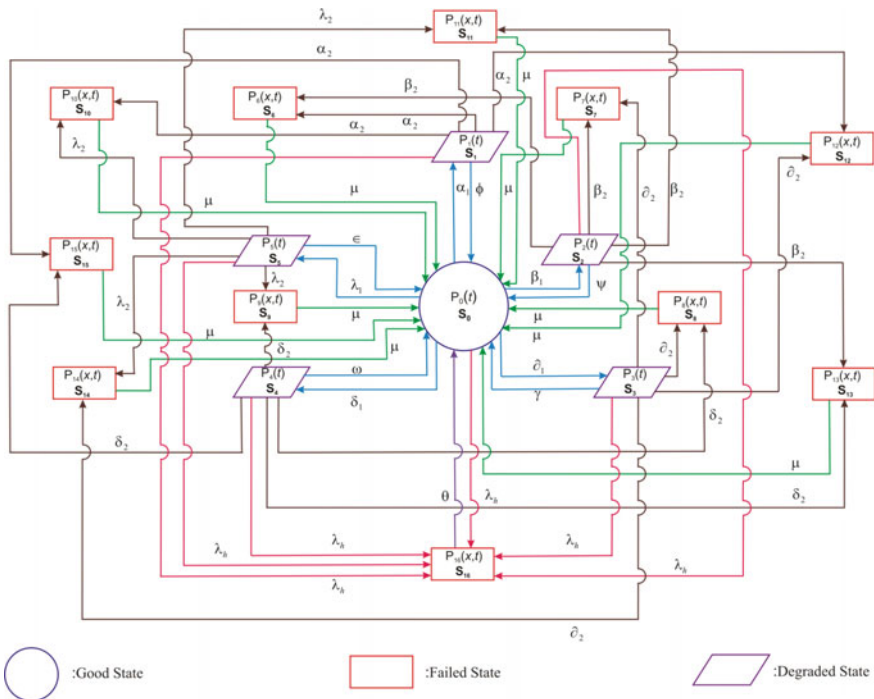 λ₂
P₁₁(x,t)
S₁₁
α₂
μ
α₂
P₁₀(x,t)
S₁₀
P₆(x,t)
S₆
β₂
P₇(x,t)
S₇
α₂
α₂
P₁(t)
S₁
P₁₂(x,t)
S₁₂
λ₂
μ
α₁
ϕ
μ
β₂
∂₂
β₂
∂₂
μ
P₁₅(x,t)
S₁₅
P₅(t)
∈
P₂(t)
S₂
β₂
λ₂
λ₁
β₁
ψ
P₀(t)
S₀
λ₂
P₉(x,t)
S₉
μ
μ
μ
μ
S₈
μ
δ₂
∂₂
P₁₄(x,t)
S₁₄
P₄(t)
S₄
ω
δ₁
∂₁
γ
P₃(t)
S₃
P₁₃(x,t)
S₁₃
δ₂
δ₂
μ
θ
λₕ
δ₂
λₕ
λₕ
λₕ
P₁₆(x,t)
S₁₆
λₕ
λₕ
∂₂
:Good State
:Failed State
:Degraded State